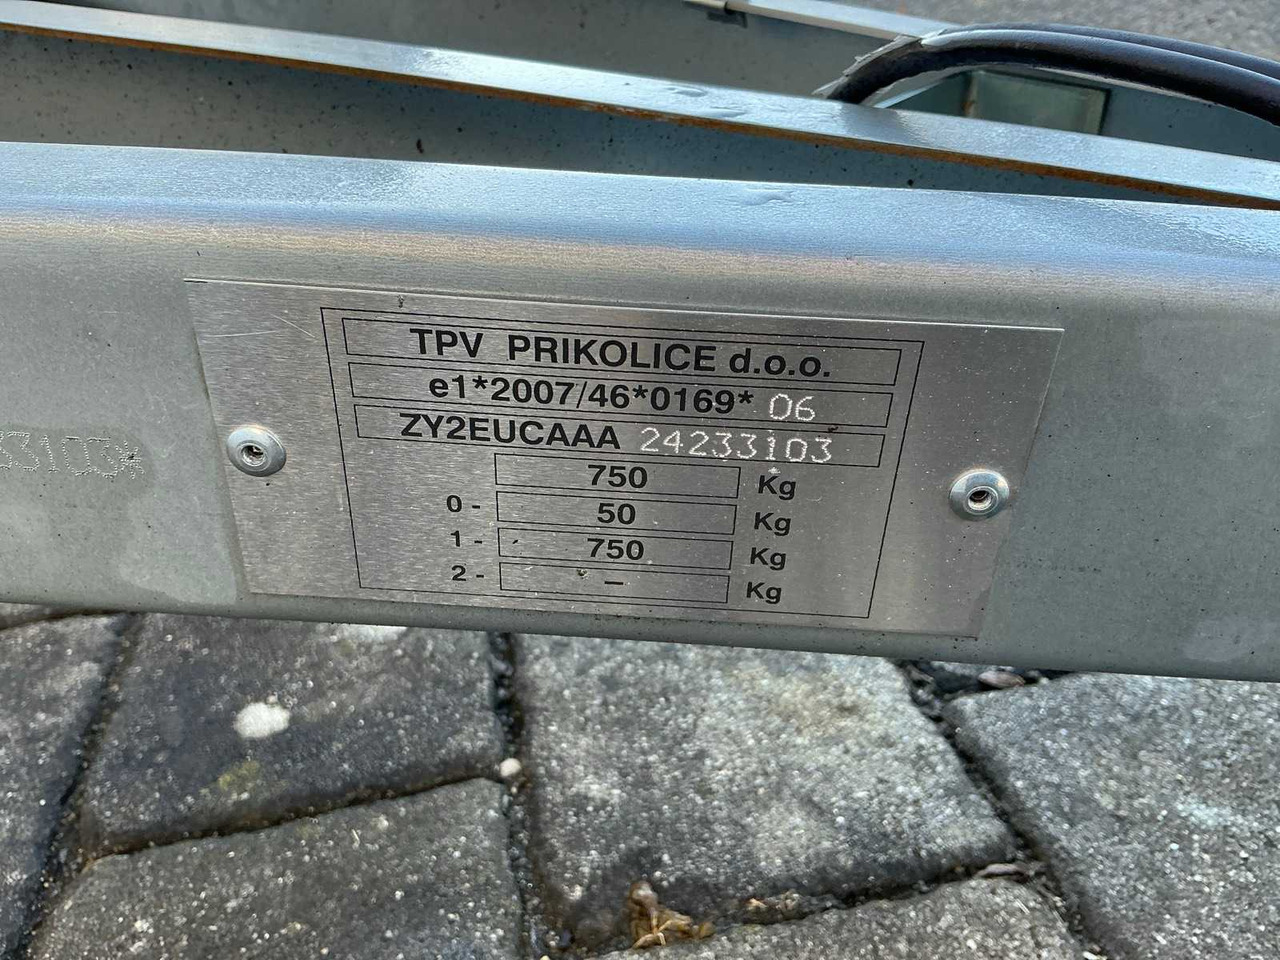 TPV PRIKOLICE d.o.o.
e1*2007/46*0169* 06
ZY2EUCAAA 24233103
750 Kg
0- 50 Kg
1- 750 Kg
2- – Kg
33103*